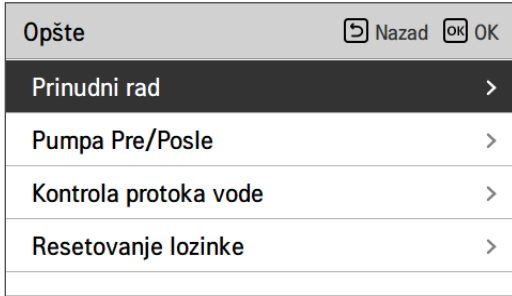 Opšte Nazad OK OK
Prinudni rad
Pumpa Pre/Posle
Kontrola protoka vode
Resetovanje lozinke